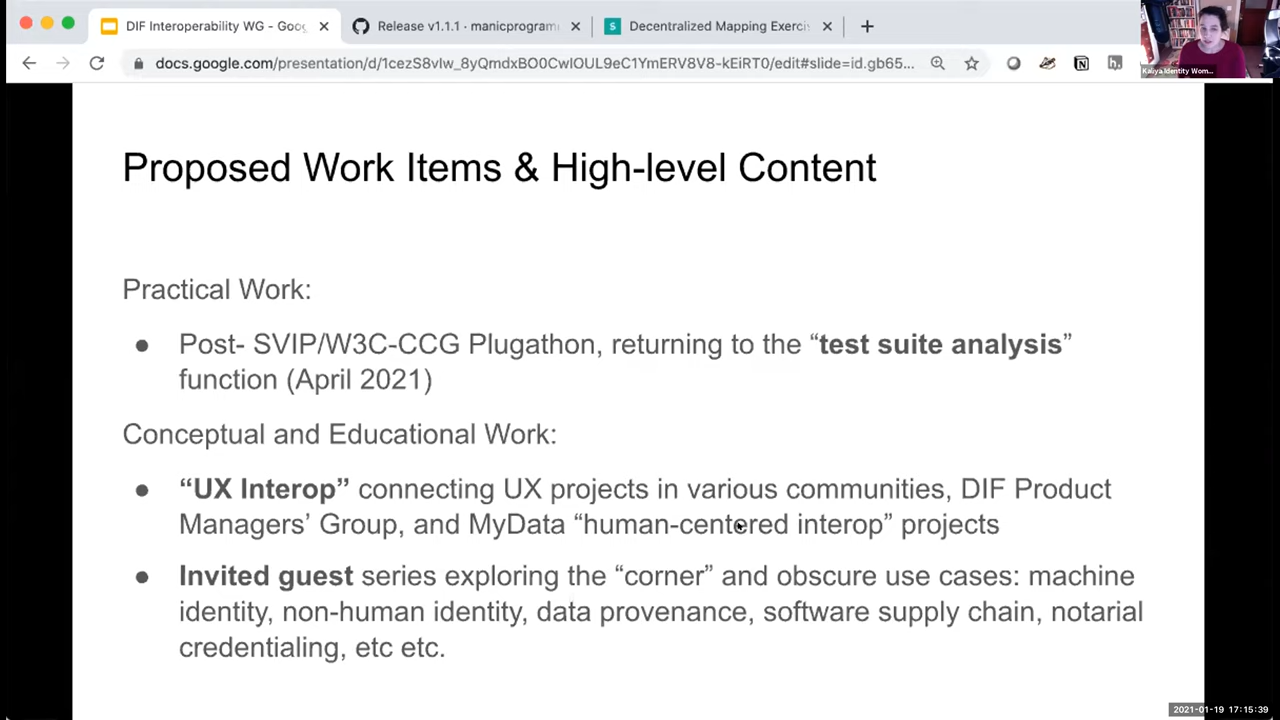 DIF Interoperability WG - Goog
Release v1.1.1 · manicprogram
Decentralized Mapping Exerci
docs.google.com/presentation/d/1cezS8vlw_8yQmdxBO0CwIOUL9eC1YmERV8V8-kEiRT0/edit#slide=id.gb65...
Kaliya Identity Wom...
Proposed Work Items & High-level Content
Practical Work:
● Post- SVIP/W3C-CCG Plugathon, returning to the “test suite analysis”
function (April 2021)
Conceptual and Educational Work:
● “UX Interop” connecting UX projects in various communities, DIF Product
Managers’ Group, and MyData “human-centered interop” projects
● Invited guest series exploring the “corner” and obscure use cases: machine
identity, non-human identity, data provenance, software supply chain, notarial
credentialing, etc etc.
2021-01-19 17:15:39